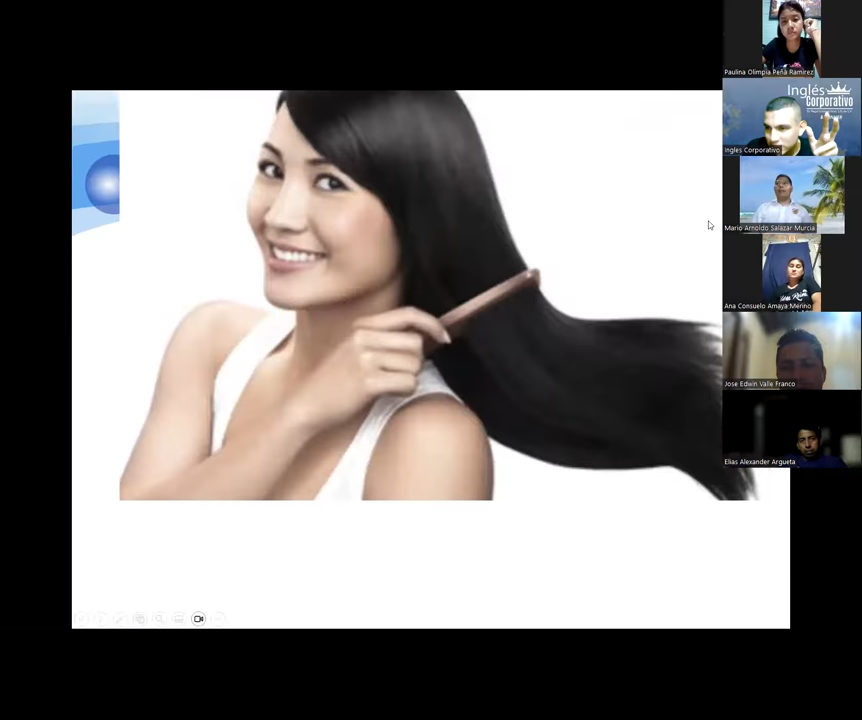 Paulina Olimpia Peña Ramirez
Inglés
Corporativo
Ingles Corporativo
Mario Arnoldo Salazar Murcia
Ana Consuelo Amaya Merino
Jose Edwin Valle Franco
Elias Alexander Argueta